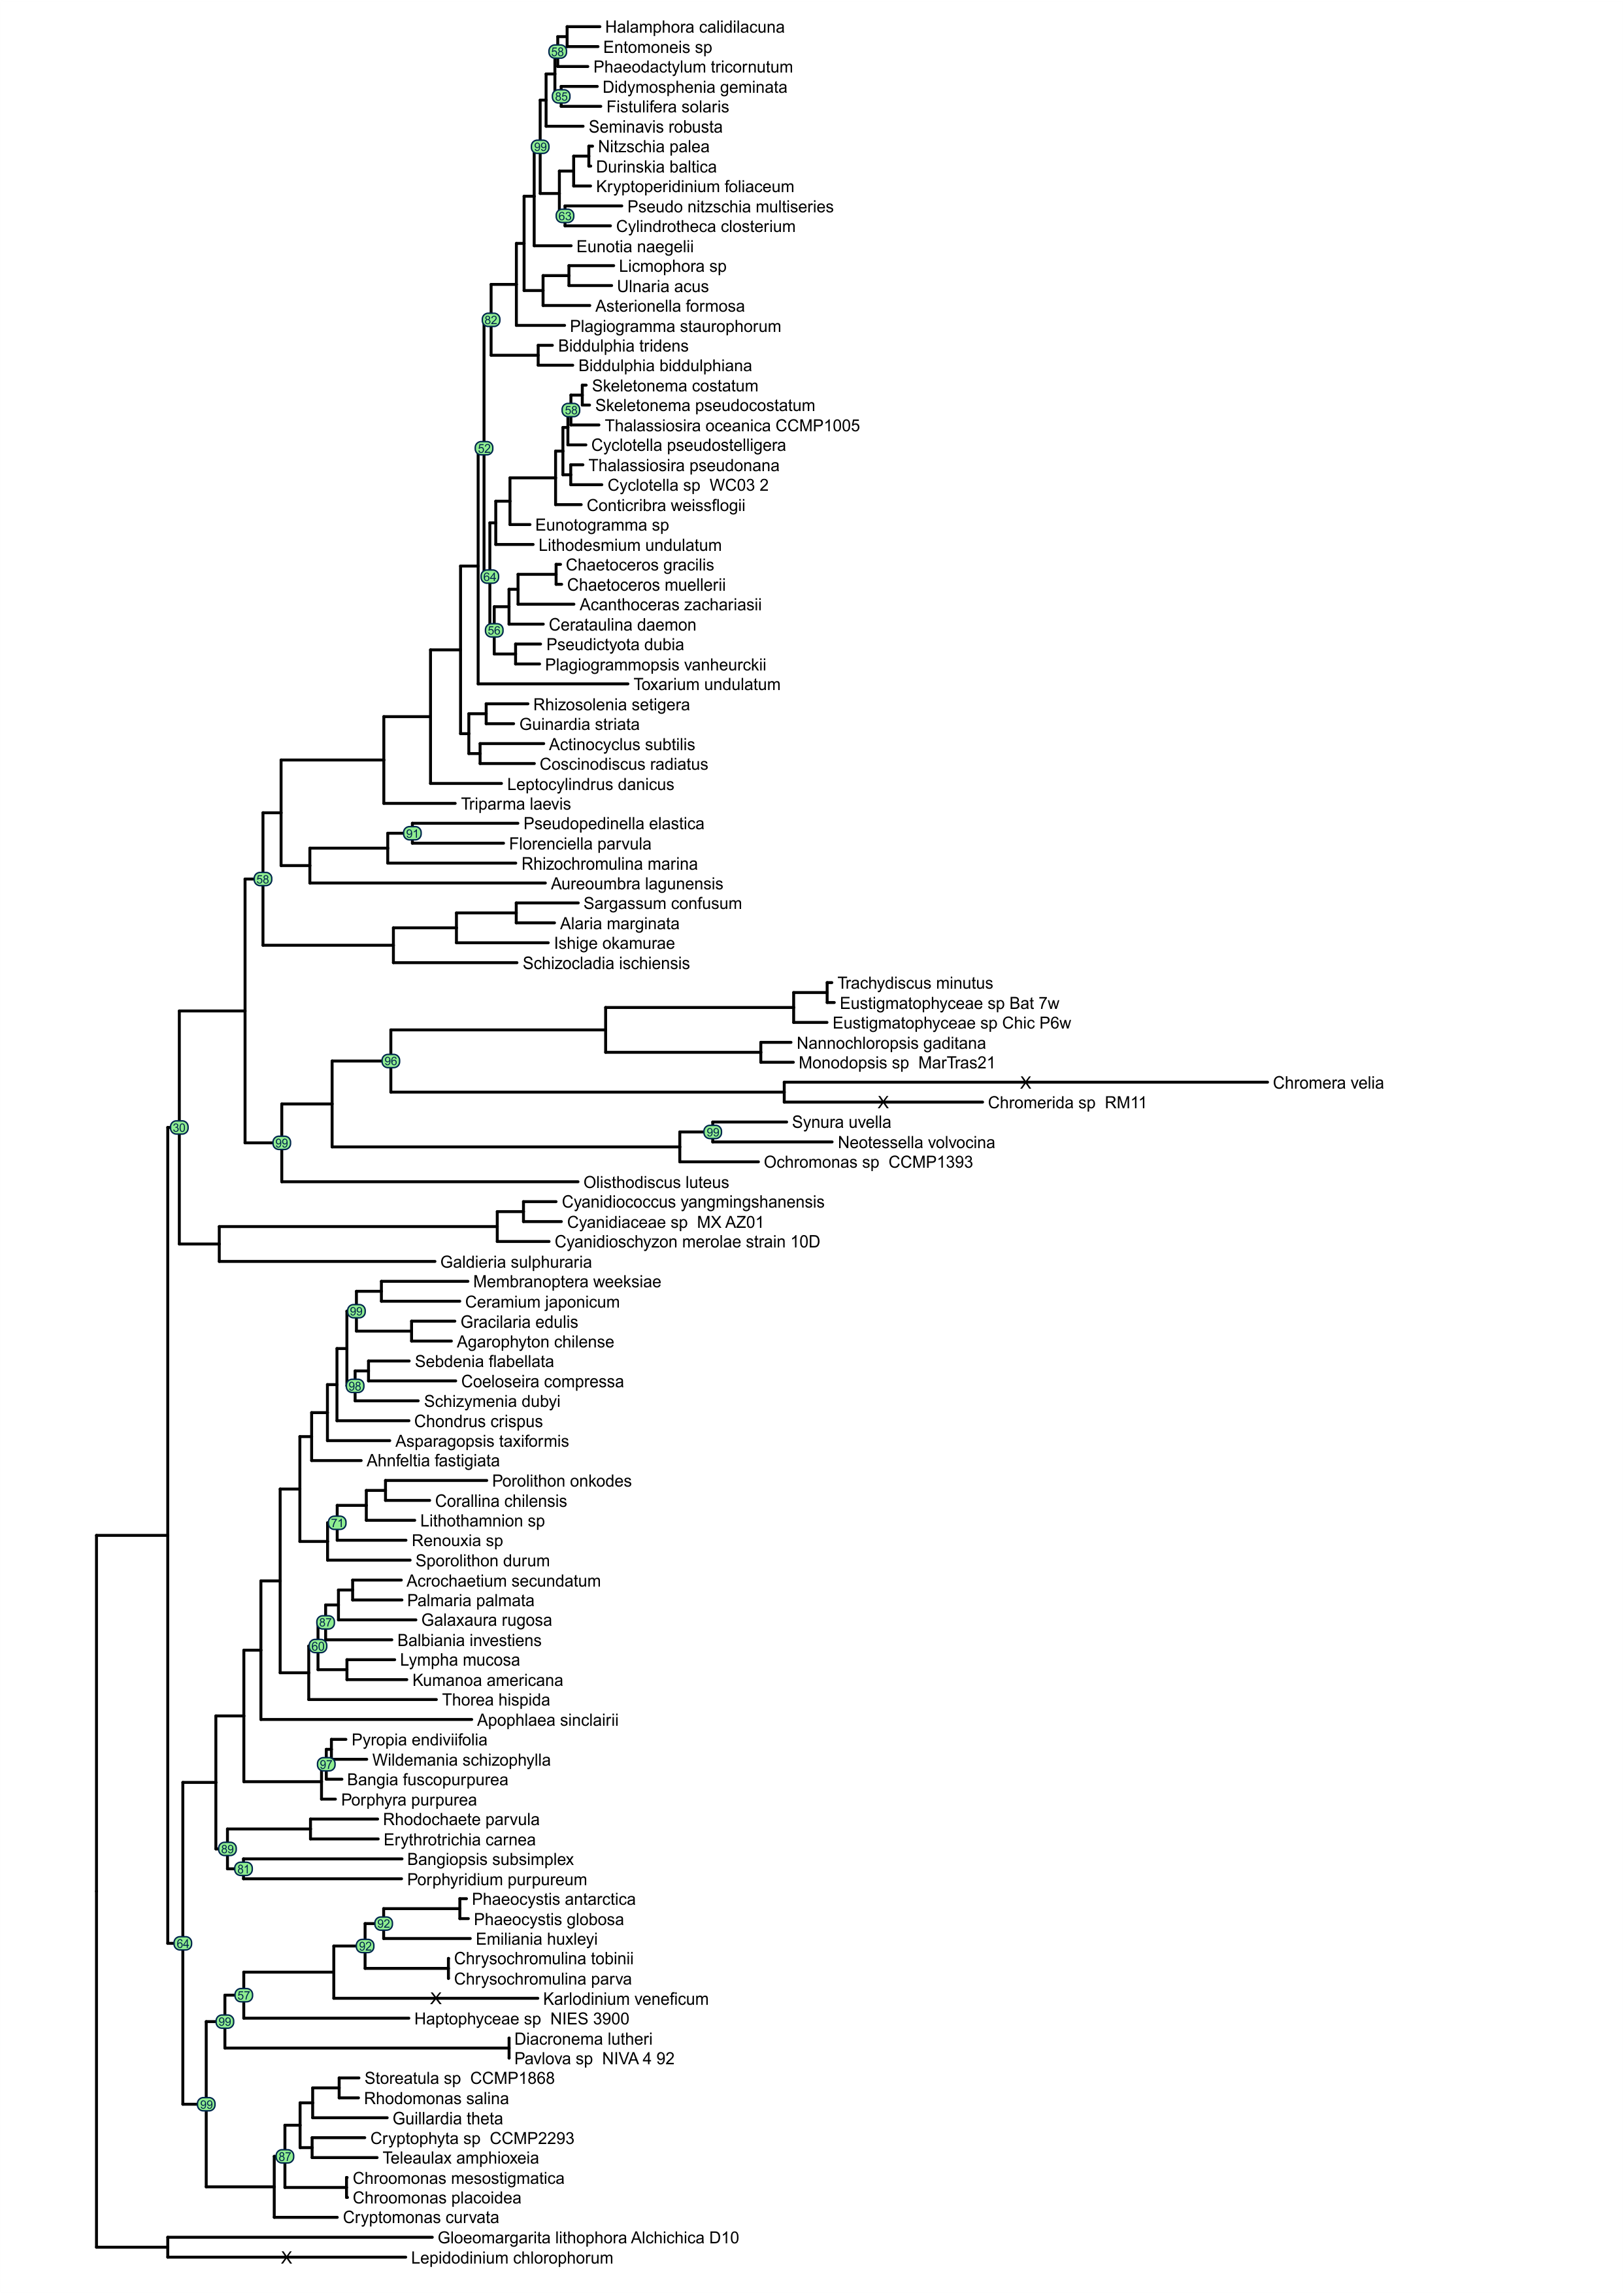 Halamphora calidilacuna
Entomoneis sp
58
Phaeodactylum tricornutum
Didymosphenia geminata
85
Fistulifera solaris
Seminavis robusta
99
Nitzschia palea
Durinskia baltica
Kryptoperidinium foliaceum
Pseudo nitzschia multiseries
63
Cylindrotheca closterium
Eunotia naegelii
Licmophora sp
Ulnaria acus
Asterionella formosa
82
Plagiogramma staurophorum
Biddulphia tridens
Biddulphia biddulphiana
Skeletonema costatum
Skeletonema pseudocostatum
58
Thalassiosira oceanica CCMP1005
Cyclotella pseudostelligera
52
Thalassiosira pseudonana
Cyclotella sp WC03 2
Conticribra weissflogii
Eunotogramma sp
Lithodesmium undulatum
Chaetoceros gracilis
64
Chaetoceros muellerii
Acanthoceras zachariasii
Cerataulina daemon
56
Pseudictyota dubia
Plagiogrammopsis vanheurckii
Toxarium undulatum
Rhizosolenia setigera
Guinardia striata
Actinocyclus subtilis
Coscinodiscus radiatus
Leptocylindrus danicus
Triparma laevis
Pseudopedinella elastica
91
Florenciella parvula
Rhizochromulina marina
58
Aureoumbra lagunensis
Sargassum confusum
Alaria marginata
Ishige okamurae
Schizocladia ischiensis
Trachydiscus minutus
Eustigmatophyceae sp Bat 7w
Eustigmatophyceae sp Chic P6w
Nannochloropsis gaditana
96
Monodopsis sp MarTras21
X
Chromera velia
X
Chromerida sp RM11
Synura uvella
30
99
99
Neotessella volvocina
Ochromonas sp CCMP1393
Olisthodiscus luteus
Cyanidiococcus yangmingshanensis
Cyanidiaceae sp MX AZ01
Cyanidioschyzon merolae strain 10D
Galdieria sulphuraria
Membranoptera weeksiae
Ceramium japonicum
99
Gracilaria edulis
Agarophyton chilense
Sebdenia flabellata
Coeloseira compressa
98
Schizymenia dubyi
Chondrus crispus
Asparagopsis taxiformis
Ahnfeltia fastigiata
Porolithon onkodes
Corallina chilensis
Lithothamnion sp
71
Renouxia sp
Sporolithon durum
Acrochaetium secundatum
Palmaria palmata
Galaxaura rugosa
87
Balbiania investiens
60
Lympha mucosa
Kumanoa americana
Thorea hispida
Apophlaea sinclairii
Pyropia endiviifolia
Wildemania schizophylla
97
Bangia fuscopurpurea
Porphyra purpurea
Rhodochaete parvula
Erythrotrichia carnea
89
Bangiopsis subsimplex
81
Porphyridium purpureum
Phaeocystis antarctica
Phaeocystis globosa
92
Emiliania huxleyi
64
92
Chrysochromulina tobinii
Chrysochromulina parva
57
X
Karlodinium veneficum
Haptophyceae sp NIES 3900
99
Diacronema lutheri
Pavlova sp NIVA 4 92
Storeatula sp CCMP1868
Rhodomonas salina
99
Guillardia theta
Cryptophyta sp CCMP2293
87
Teleaulax amphioxeia
Chroomonas mesostigmatica
Chroomonas placoidea
Cryptomonas curvata
Gloeomargarita lithophora Alchichica D10
X
Lepidodinium chlorophorum